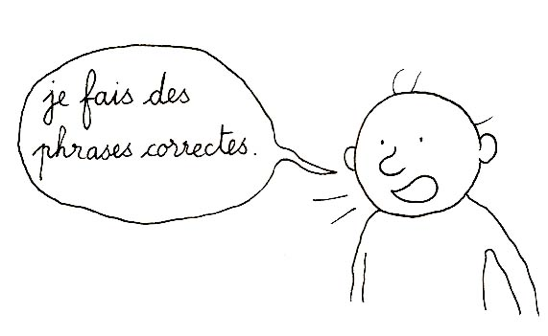 je fais des
phrases correctes.